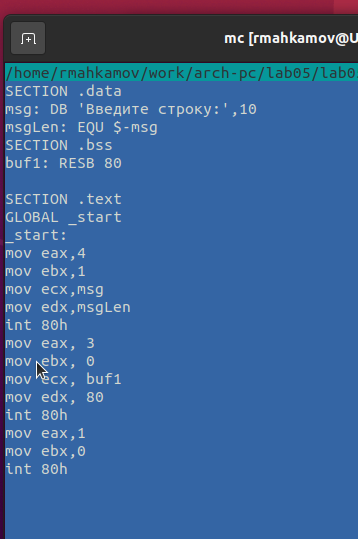 mc [rmahkamov@U
/home/rmahkamov/work/arch-pc/lab05/lab0
SECTION .data
msg: DB 'Введите строку:',10
msgLen: EQU $-msg
SECTION .bss
buf1: RESB 80
SECTION .text
GLOBAL _start
_start:
mov eax,4
mov ebx,1
mov ecx,msg
mov edx,msgLen
int 80h
mov eax, 3
mov ebx, 0
mov ecx, buf1
mov edx, 80
int 80h
mov eax,1
mov ebx,0
int 80h